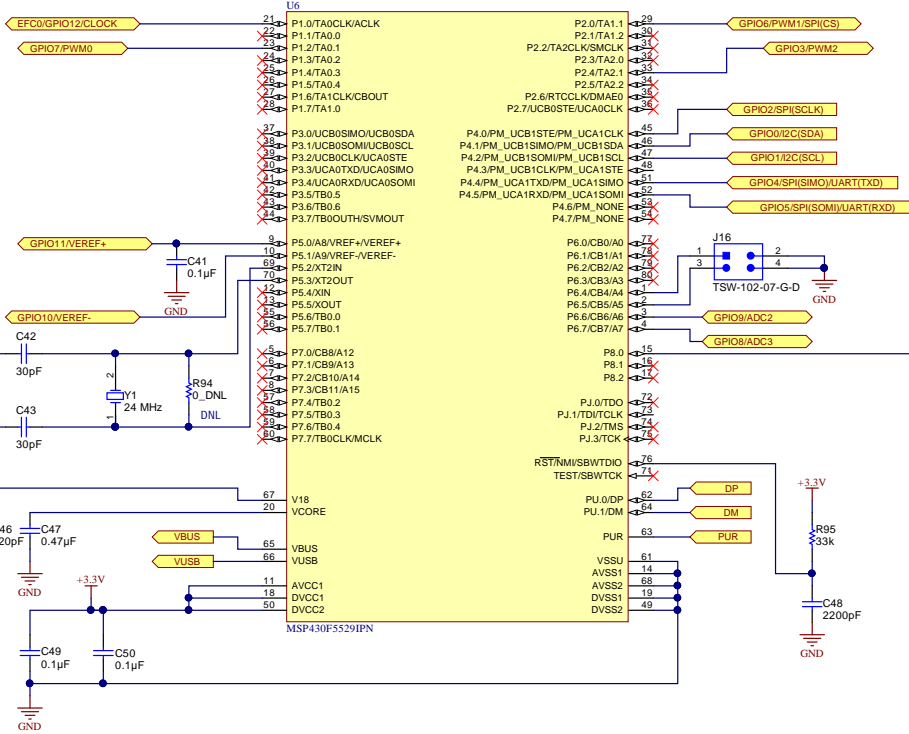 U6
EFC0/GPIO12/CLOCK
21
P1.0/TA0CLK/ACLK
P2.0/TA1.1
29
GPIO6/PWM1/SPI(CS)
22
P1.1/TA0.0
P2.1/TA1.2
30
GPIO7/PWM0
23
P1.2/TA0.1
P2.2/TA2CLK/SMCLK
31
GPIO3/PWM2
24
P1.3/TA0.2
P2.3/TA2.0
32
25
P1.4/TA0.3
P2.4/TA2.1
33
26
P1.5/TA0.4
P2.5/TA2.2
34
27
P1.6/TA1CLK/CBOUT
P2.6/RTCCLK/DMAE0
35
28
P1.7/TA1.0
P2.7/UCB0STE/UCA0CLK
36
GPIO2/SPI(SCLK)
37
P3.0/UCB0SIMO/UCB0SDA
P4.0/PM_UCB1STE/PM_UCA1CLK
45
GPIO0/I2C(SDA)
38
P3.1/UCB0SOMI/UCB0SCL
P4.1/PM_UCB1SIMO/PM_UCB1SDA
46
39
P3.2/UCB0CLK/UCA0STE
P4.2/PM_UCB1SOMI/PM_UCB1SCL
47
GPIO1/I2C(SCL)
40
P3.3/UCA0TXD/UCA0SIMO
P4.3/PM_UCB1CLK/PM_UCA1STE
48
41
P3.4/UCA0RXD/UCA0SOMI
P4.4/PM_UCA1TXD/PM_UCA1SIMO
51
GPIO4/SPI(SIMO)/UART(TXD)
42
P3.5/TB0.5
P4.5/PM_UCA1RXD/PM_UCA1SOMI
52
43
P3.6/TB0.6
P4.6/PM_NONE
53
GPIO5/SPI(SOMI)/UART(RXD)
44
P3.7/TB0OUTH/SVMOUT
P4.7/PM_NONE
54
GPIO11/VEREF+
9
P5.0/A8/VREF+/VEREF+
P6.0/CB0/A0
77
J16
10
P5.1/A9/VREF-/VEREF-
P6.1/CB1/A1
78
1
2
C41
0.1µF
GND
69
P5.2/XT2IN
P6.2/CB2/A2
79
3
4
70
P5.3/XT2OUT
P6.3/CB3/A3
80
TSW-102-07-G-D
GND
12
P5.4/XIN
P6.4/CB4/A4
1
13
P5.5/XOUT
P6.5/CB5/A5
2
GPIO10/VEREF-
55
P5.6/TB0.0
P6.6/CB6/A6
3
GPIO9/ADC2
56
P5.7/TB0.1
P6.7/CB7/A7
4
GPIO8/ADC3
C42
30pF
5
P7.0/CB8/A12
P8.0
15
6
P7.1/CB9/A13
P8.1
16
7
P7.2/CB10/A14
P8.2
17
8
P7.3/CB11/A15
2
Y1
24 MHz
1
R94
0_DNL
DNL
57
P7.4/TB0.2
PJ.0/TDO
72
58
P7.5/TB0.3
PJ.1/TDI/TCLK
73
59
P7.6/TB0.4
PJ.2/TMS
74
60
P7.7/TB0CLK/MCLK
PJ.3/TCK
75
C43
30pF
RST/NMI/SBWTDIO
76
TEST/SBWTCK
71
+3.3V
67
V18
PU.0/DP
62
DP
20
VCORE
PU.1/DM
64
DM
46
20pF
C47
0.47µF
GND
R95
33k
VBUS
65
VBUS
PUR
63
PUR
VUSB
66
VUSB
VSSU
61
AVSS1
14
+3.3V
11
AVCC1
AVSS2
68
18
DVCC1
DVSS1
19
50
DVCC2
DVSS2
49
C48
2200pF
GND
MSP430F5529IPN
C49
0.1µF
C50
0.1µF
GND